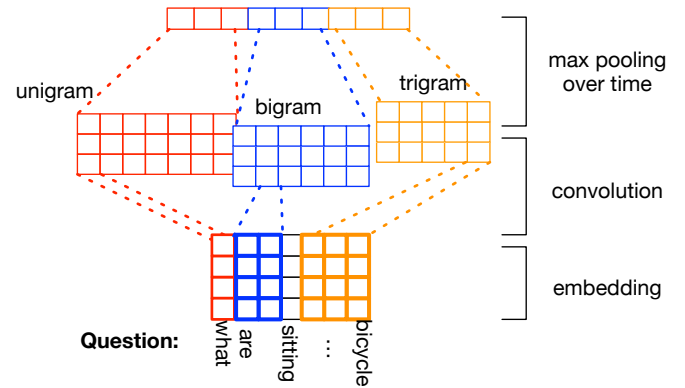 max pooling
over time
unigram
bigram
trigram
convolution
embedding
Question:
what
are
sitting
...
bicycle